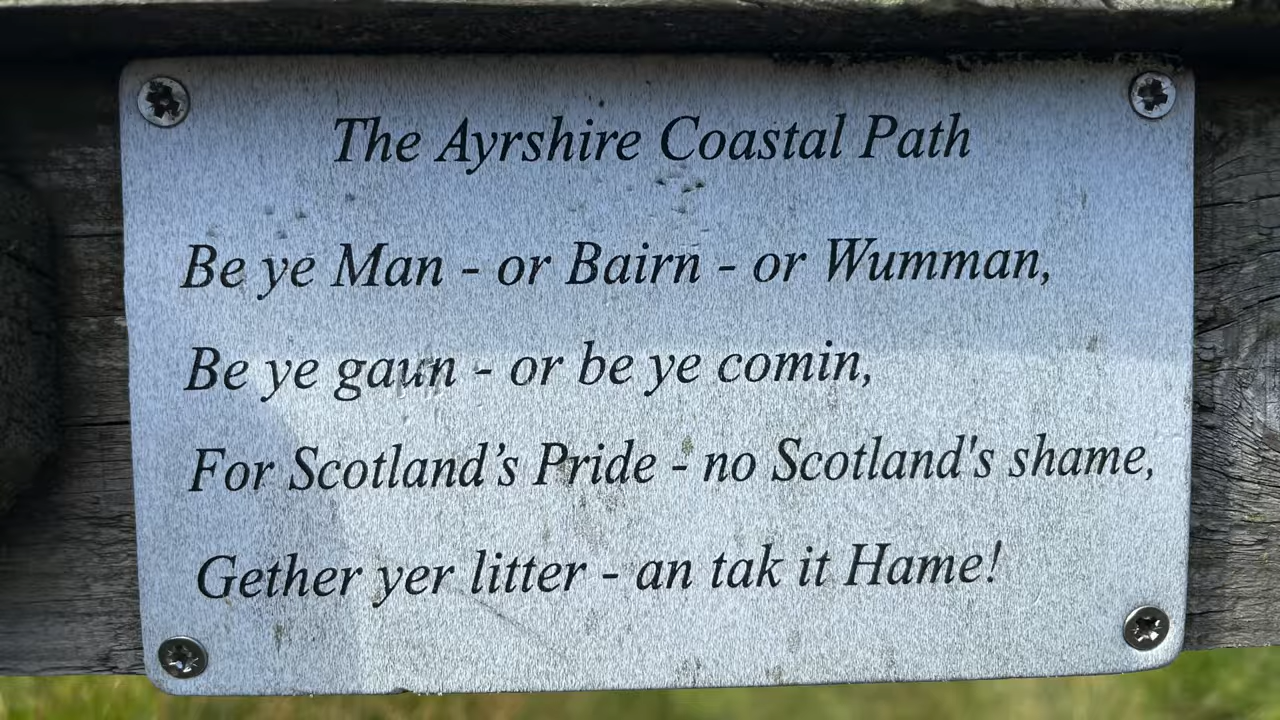 The Ayrshire Coastal Path
Be ye Man - or Bairn - or Wumman,
Be ye gaun - or be ye comin,
For Scotland’s Pride - no Scotland's shame,
Gether yer litter - an tak it Hame!